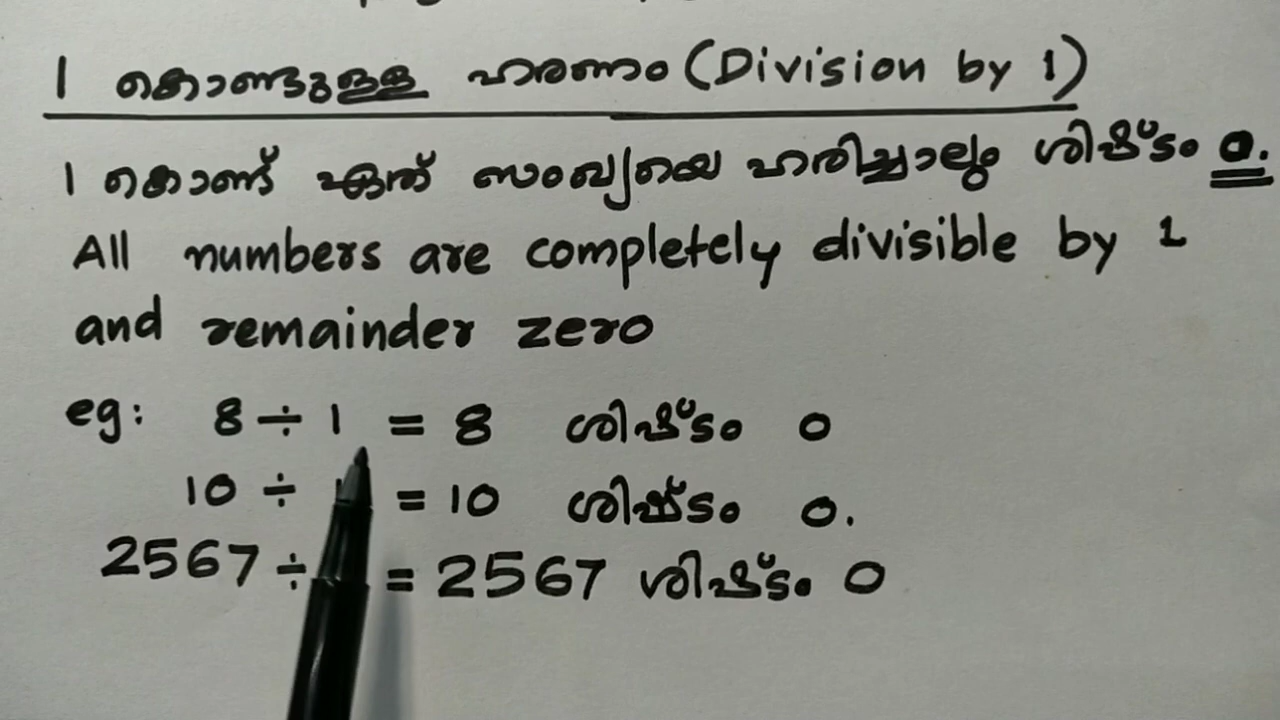 1 കൊണ്ടുള്ള ഹരണം (Division by 1)
1 കൊണ്ട് ഏത് സംഖ്യയെ ഹരിച്ചാലും ശിഷ്ടം 0.
All numbers are completely divisible by 1
and remainder zero
eg: 8 ÷ 1 = 8 ശിഷ്ടം 0
10 ÷ 1 = 10 ശിഷ്ടം 0.
2567 ÷ = 2567 ശിഷ്ടം 0